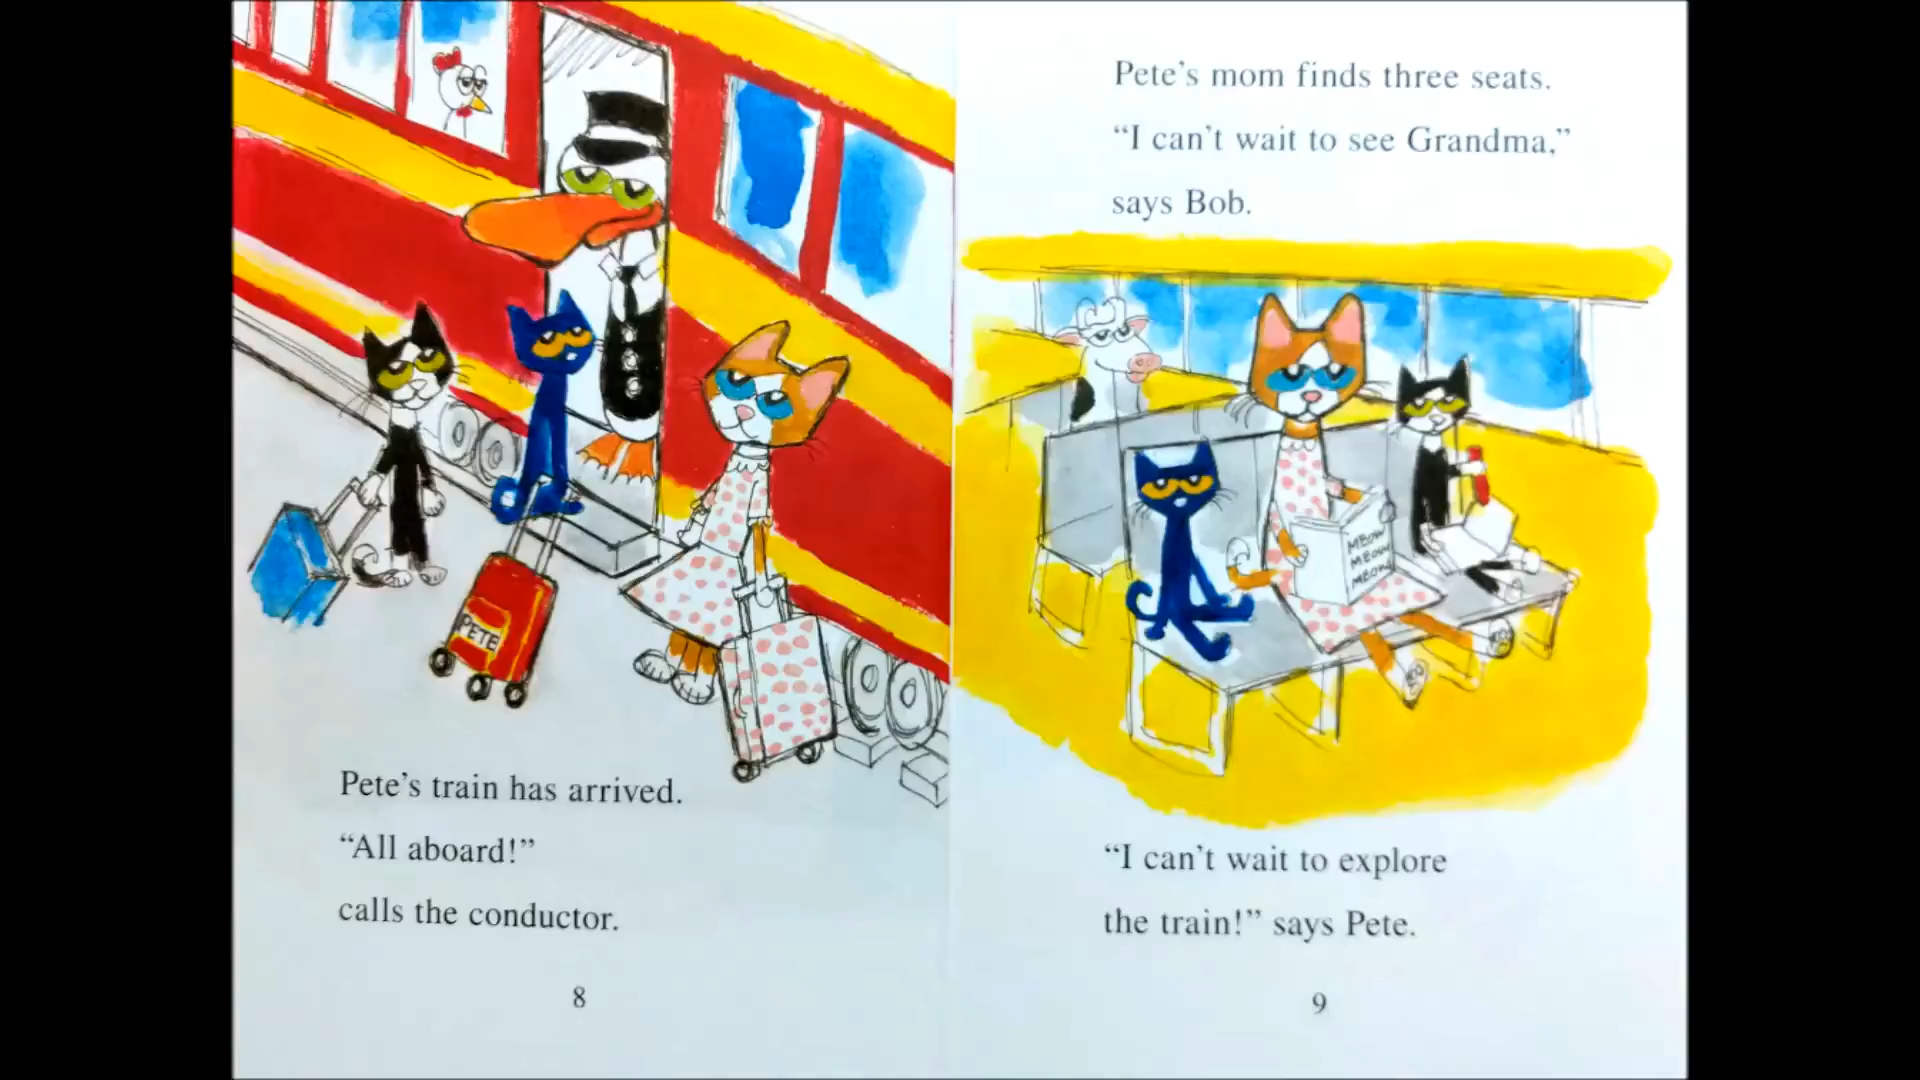 PETE
Pete's train has arrived.
“All aboard!”
calls the conductor.
8
Pete's mom finds three seats.
“I can't wait to see Grandma,”
says Bob.
MEOW
MEOW
MEOW
“I can't wait to explore
the train!” says Pete.
9